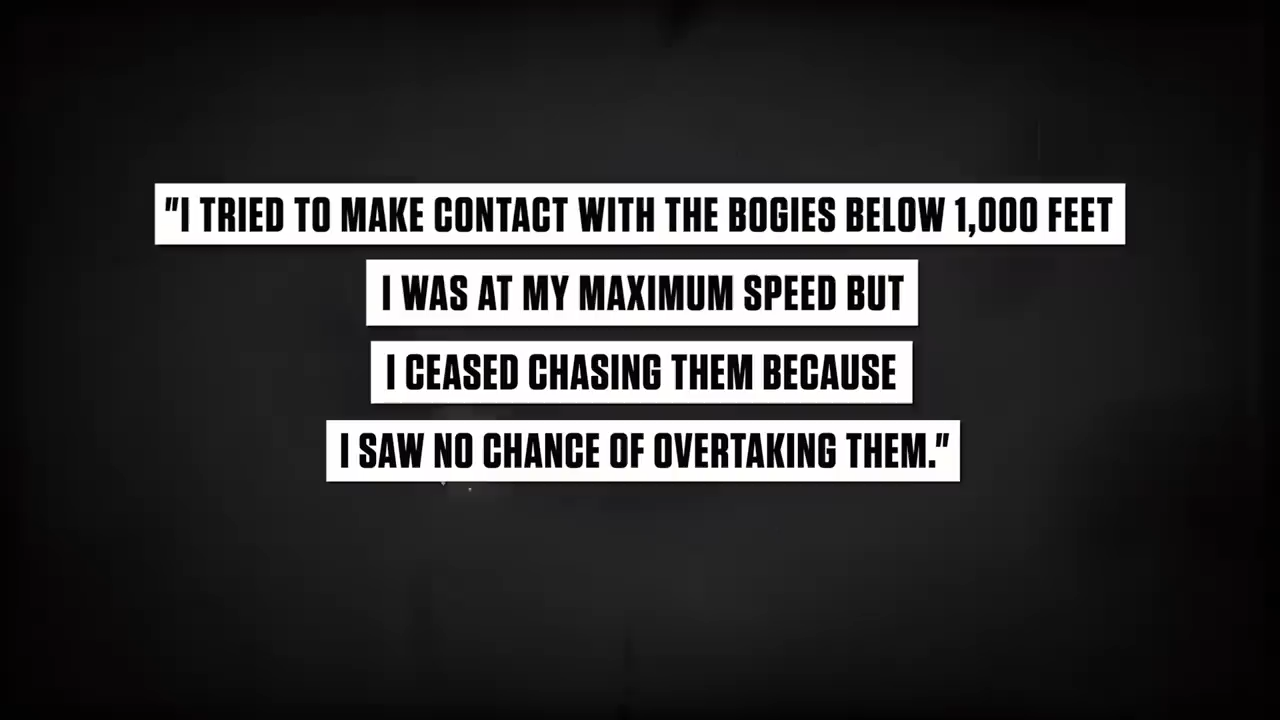 "I TRIED TO MAKE CONTACT WITH THE BOGIES BELOW 1,000 FEET
I WAS AT MY MAXIMUM SPEED BUT
I CEASED CHASING THEM BECAUSE
I SAW NO CHANCE OF OVERTAKING THEM."